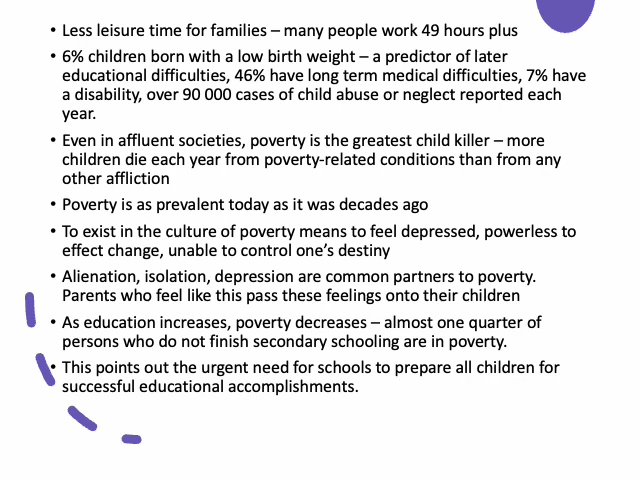 • Less leisure time for families – many people work 49 hours plus
• 6% children born with a low birth weight – a predictor of later
educational difficulties, 46% have long term medical difficulties, 7% have
a disability, over 90 000 cases of child abuse or neglect reported each
year.
• Even in affluent societies, poverty is the greatest child killer – more
children die each year from poverty-related conditions than from any
other affliction
• Poverty is as prevalent today as it was decades ago
• To exist in the culture of poverty means to feel depressed, powerless to
effect change, unable to control one’s destiny
• Alienation, isolation, depression are common partners to poverty.
Parents who feel like this pass these feelings onto their children
• As education increases, poverty decreases – almost one quarter of
persons who do not finish secondary schooling are in poverty.
• This points out the urgent need for schools to prepare all children for
successful educational accomplishments.